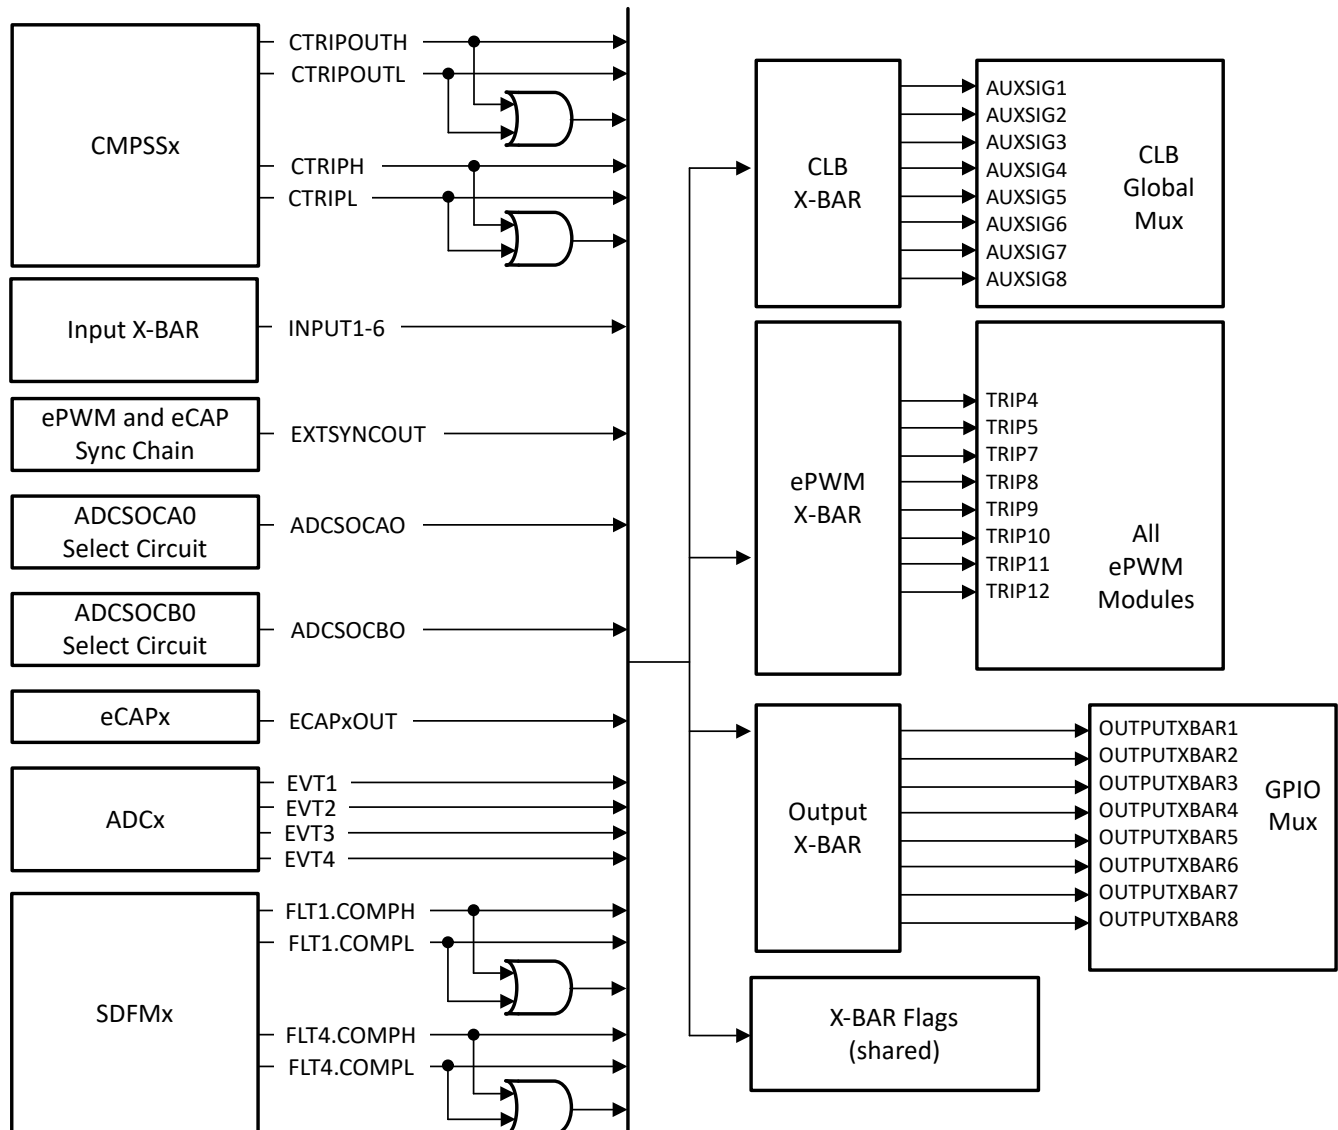 CMPSSx
CTRIPOUTH
CTRIPOUTL
CTRIPH
CTRIPL
Input X-BAR
INPUT1-6
ePWM and eCAP
Sync Chain
EXTSYNCOUT
ADCSOCA0
Select Circuit
ADCSOCAO
ADCSOCB0
Select Circuit
ADCSOCBO
eCAPx
ECAPxOUT
ADCx
EVT1
EVT2
EVT3
EVT4
SDFMx
FLT1.COMPH
FLT1.COMPL
FLT4.COMPH
FLT4.COMPL
CLB
X-BAR
AUXSIG1
AUXSIG2
AUXSIG3
AUXSIG4
AUXSIG5
AUXSIG6
AUXSIG7
AUXSIG8
CLB
Global
Mux
ePWM
X-BAR
TRIP4
TRIP5
TRIP7
TRIP8
TRIP9
TRIP10
TRIP11
TRIP12
All
ePWM
Modules
Output
X-BAR
OUTPUTXBAR1
OUTPUTXBAR2
OUTPUTXBAR3
OUTPUTXBAR4
OUTPUTXBAR5
OUTPUTXBAR6
OUTPUTXBAR7
OUTPUTXBAR8
GPIO
Mux
X-BAR Flags
(shared)